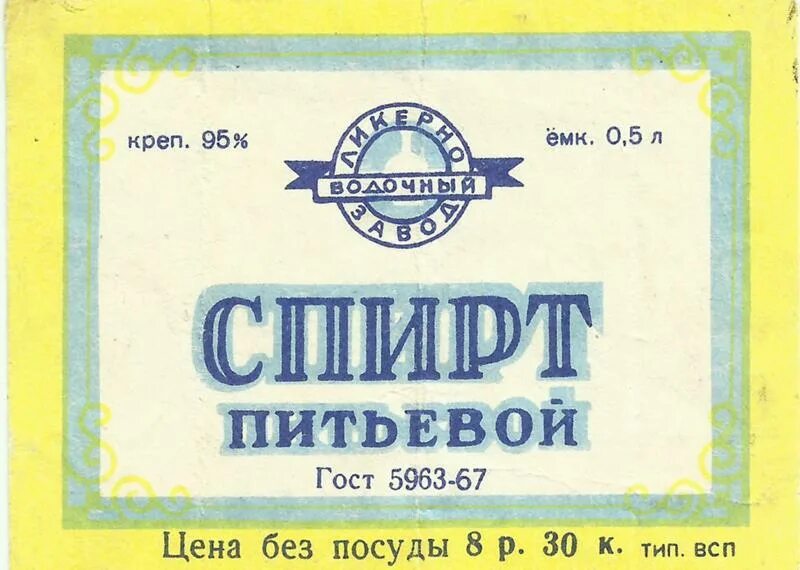 креп. 95%
ЛИКЕРНО
ВОДОЧНЫЙ
ЗАВОД
ёмк. 0,5 л
СПИРТ
ПИТЬЕВОЙ
Гост 5963-67
Цена без посуды 8 р. 30 к. тип. всп